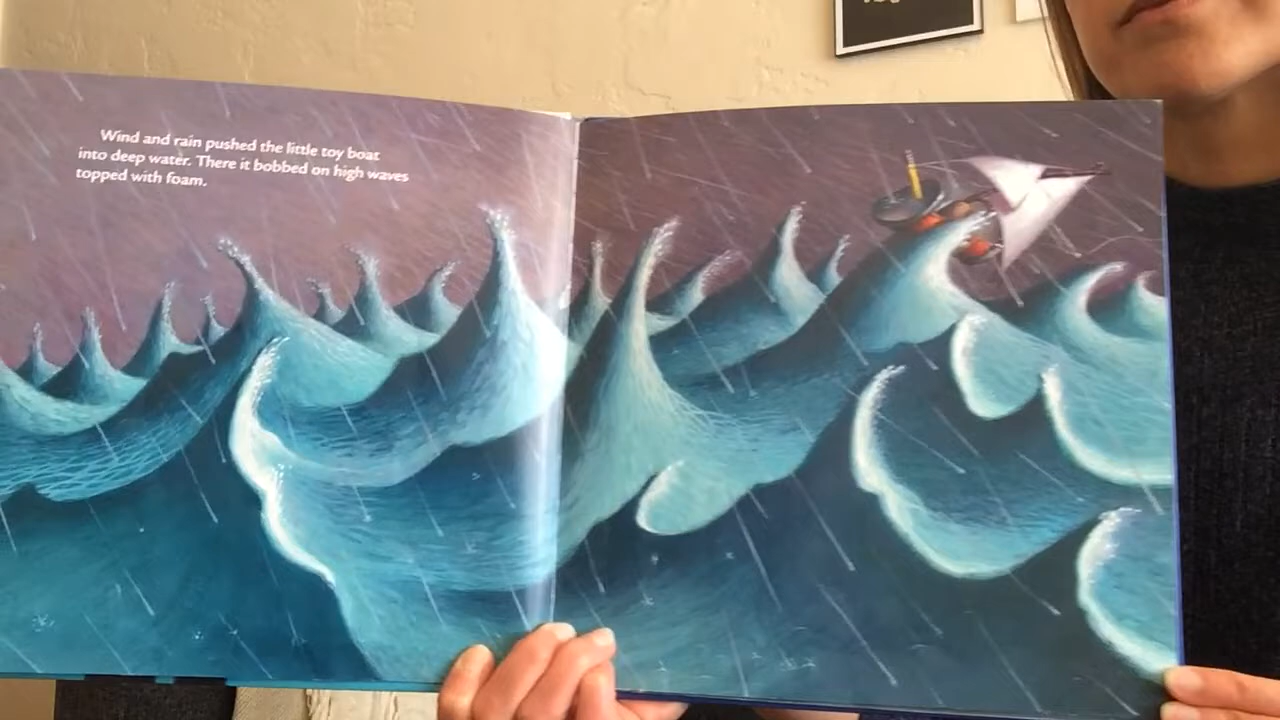 Wind and rain pushed the little toy boat
into deep water. There it bobbed on high waves
topped with foam.